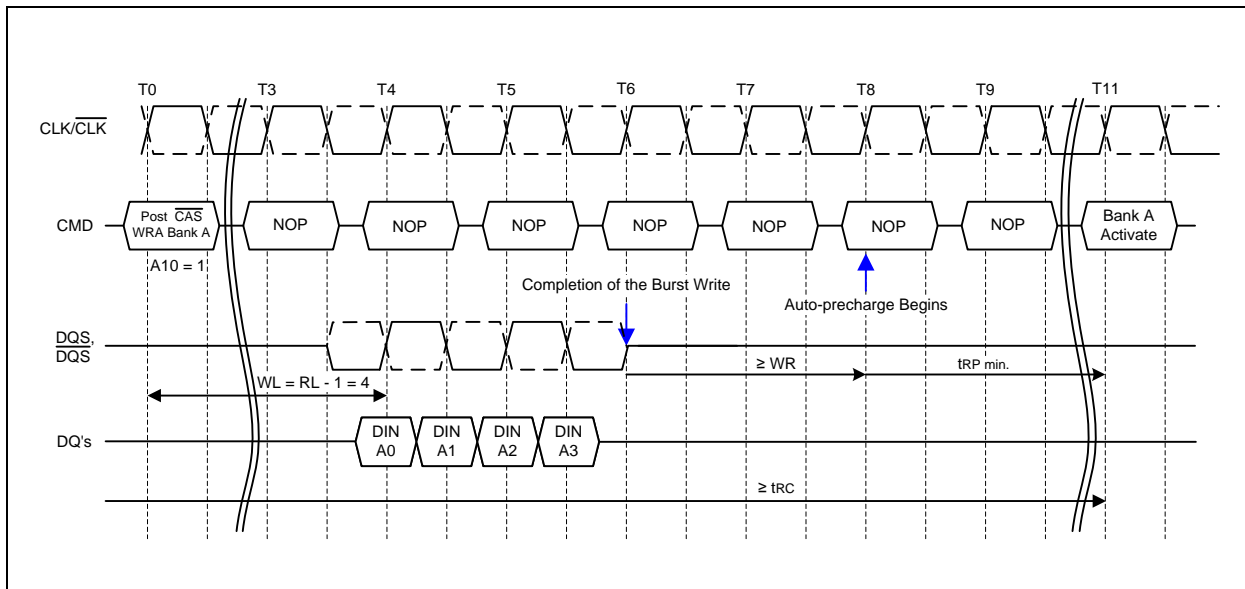 T0 T3 T4 T5 T6 T7 T8 T9 T11
CLK/CLK
CMD
Post CAS
WRA Bank A
NOP NOP NOP NOP NOP NOP NOP
Bank A
Activate
A10 = 1
Completion of the Burst Write
Auto-precharge Begins
DQS,
DQS
≥ WR
tRP min.
WL = RL - 1 = 4
DQ's
DIN
A0
DIN
A1
DIN
A2
DIN
A3
≥ tRC